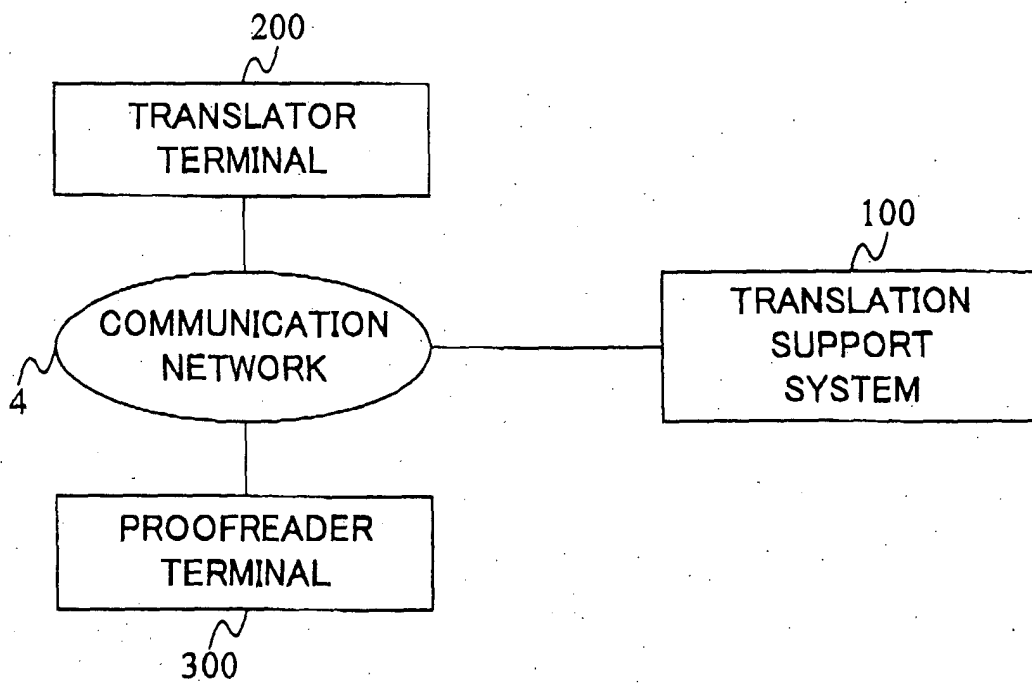 200
TRANSLATOR
TERMINAL
100
TRANSLATION
SUPPORT
SYSTEM
COMMUNICATION
NETWORK
4
PROOFREADER
TERMINAL
300